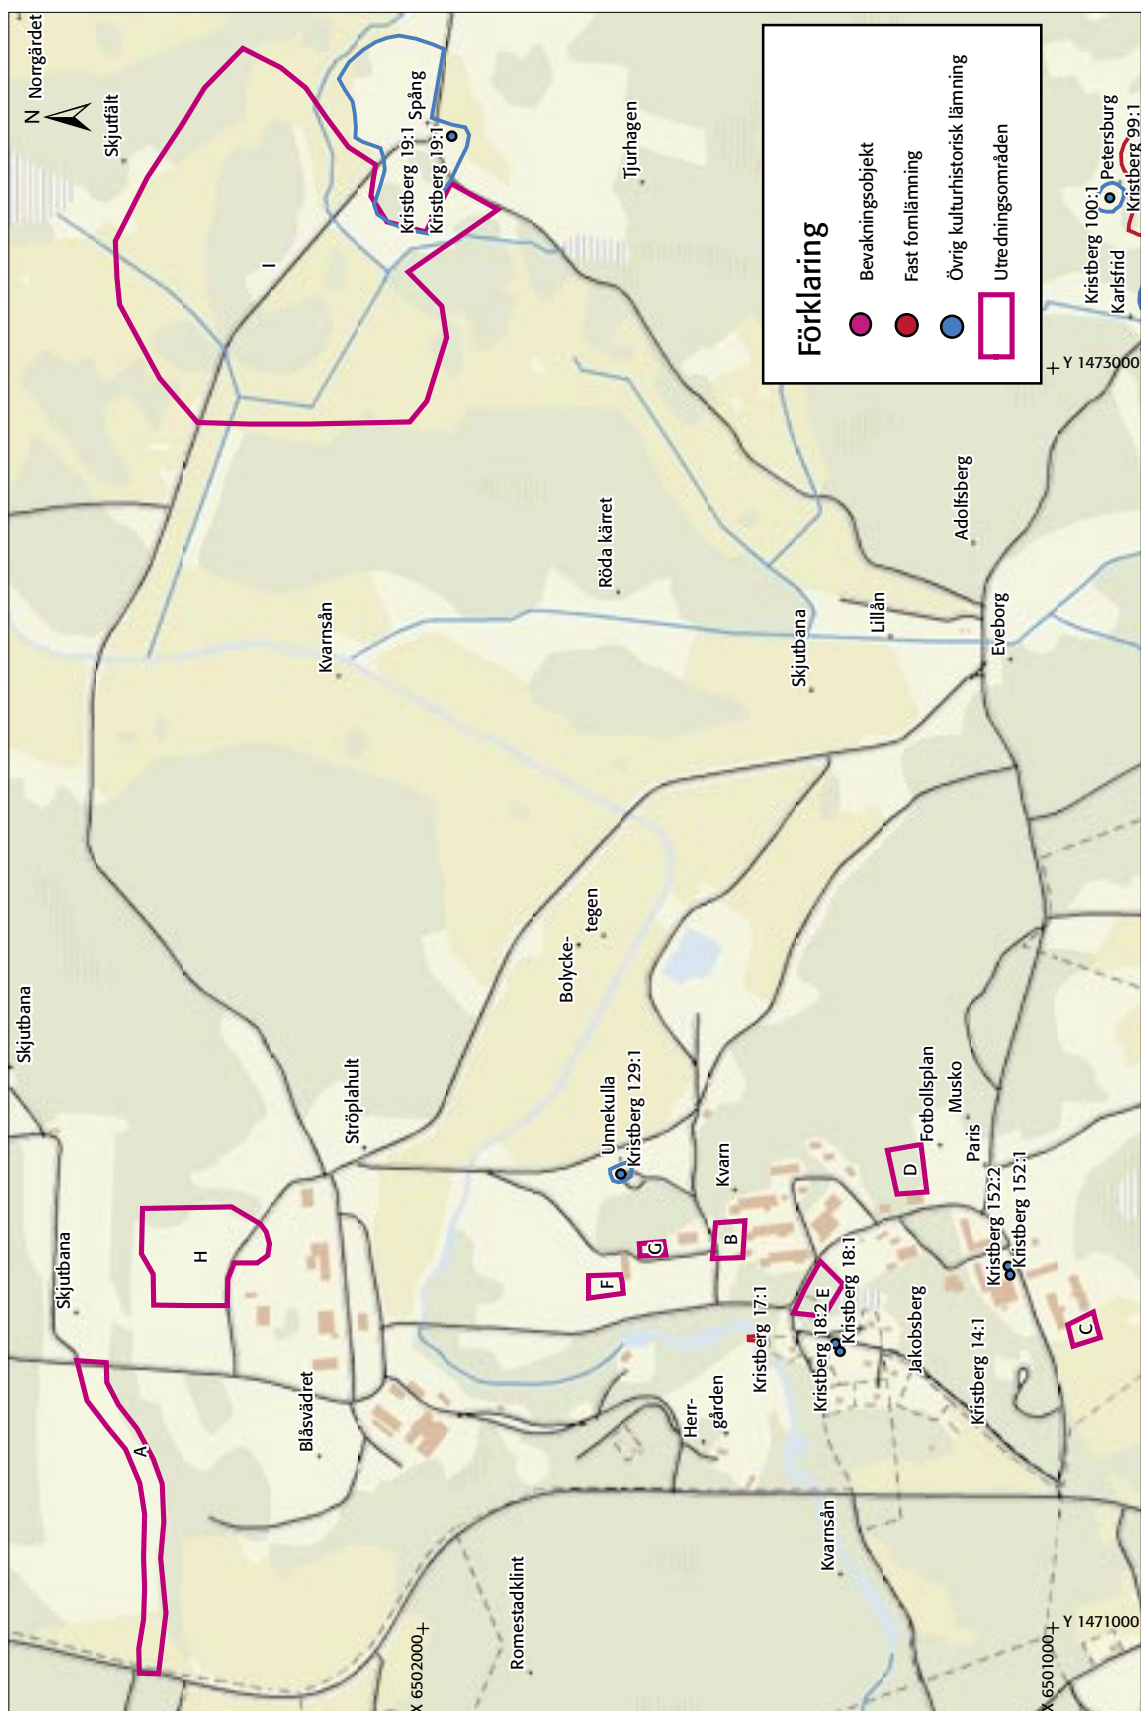 N
Norrgärdet
Skjutfält
Spång
Kristberg 19:1
Kristberg 19:1
I
Tjurhagen
Förklaring
Bevakningsobjekt
Fast fornlämning
Övrig kulturhistorisk lämning
Utredningsområden
Kristberg 100:1
Karlsfrid
Petersburg
Kristberg 99:1
Y 1473000
Adolfsberg
Röda kärret
Kvarnsån
Skjutbana
Lillån
Eveborg
Skjutbana
Bolycke-
tegen
Ströplahult
Unnekulla
Kristberg 129:1
Kvarn
Fotbollsplan
Musko
Paris
D
Kristberg 152:2
Kristberg 152:1
Skjutbana
H
G
B
F
E
C
Kristberg 17:1
Kristberg 18:2
Kristberg 18:1
Jakobsberg
Kristberg 14:1
Blåsvädret
Herr-
gården
A
Kvarnsån
Romestadklint
X 6502000
X 6501000
Y 1471000